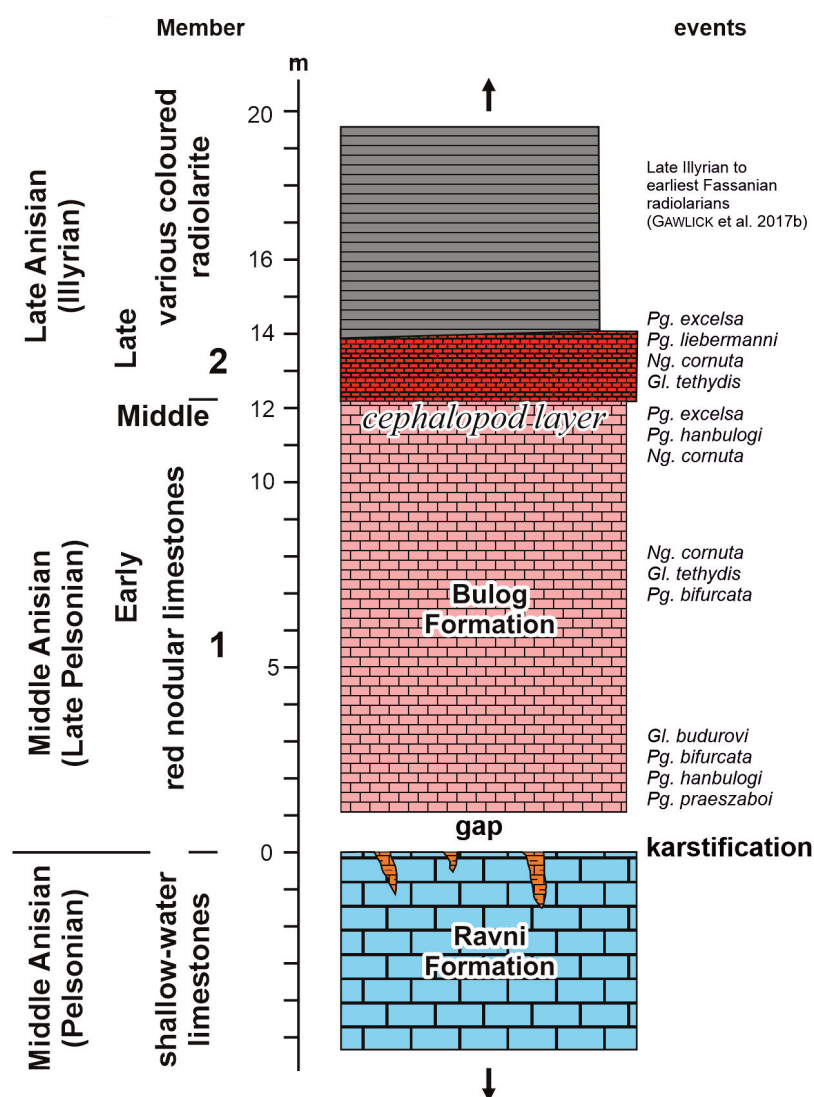 Member
events
m
20
16
14
12
10
5
0
Late Anisian
(Illyrian)
Late
various coloured
radiolarite
2
Middle
Middle Anisian
(Late Pelsonian)
Early
red nodular limestones
1
Middle Anisian
(Pelsonian)
shallow-water
limestones
cephalopod layer
Bulog
Formation
gap
Ravni
Formation
Late Illyrian to
earliest Fassanian
radiolarians
(GAWLICK et al. 2017b)
Pg. excelsa
Pg. liebermanni
Ng. cornuta
Gl. tethydis
Pg. excelsa
Pg. hanbulogi
Ng. cornuta
Ng. cornuta
Gl. tethydis
Pg. bifurcata
Gl. budurovi
Pg. bifurcata
Pg. hanbulogi
Pg. praeszaboi
karstification